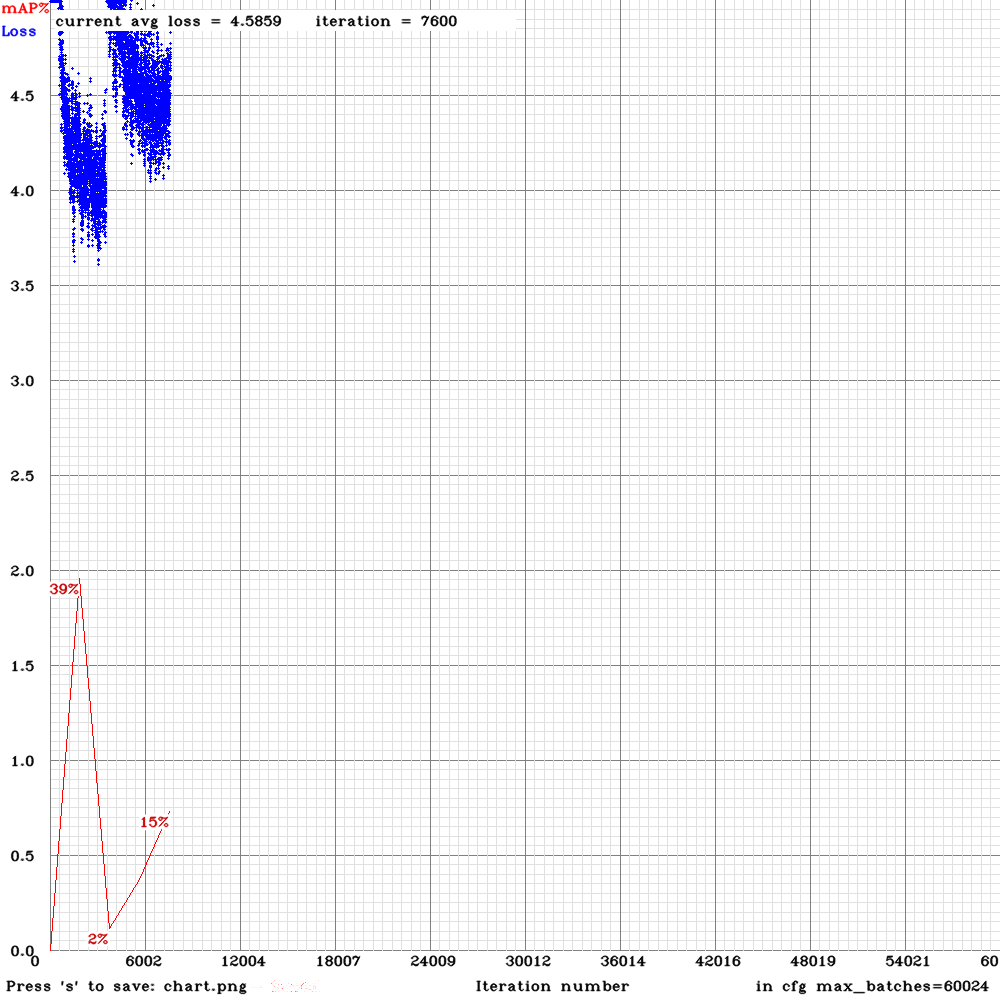 mAP%
Loss
current avg loss = 4.5859 iteration = 7600
4.5
4.0
3.5
3.0
2.5
2.0
39%
1.5
1.0
15%
0.5
2%
0.0
0 6002 12004 18007 24009 30012 36014 42016 48019 54021 60
Press 's' to save: chart.png Iteration number in cfg max_batches=60024